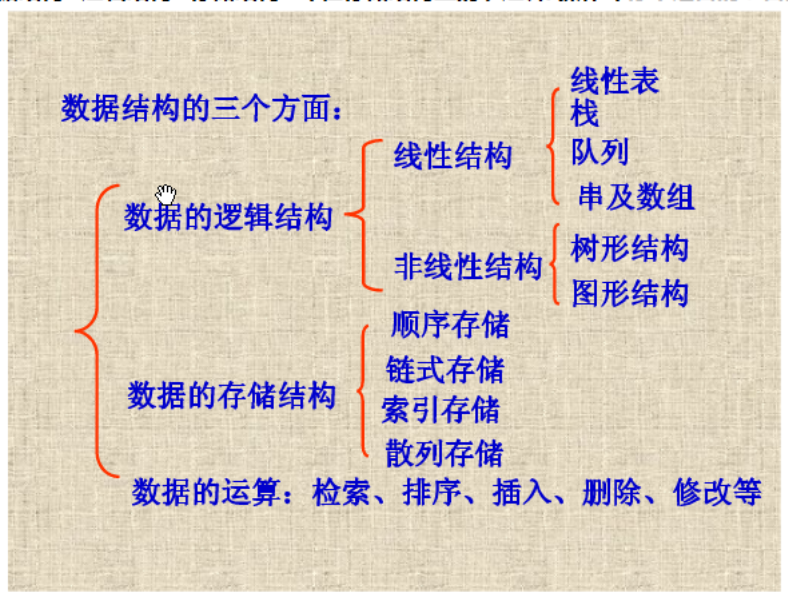 数据结构的三个方面：
数据的逻辑结构
线性结构
线性表
栈
队列
串及数组
非线性结构
树形结构
图形结构
数据的存储结构
顺序存储
链式存储
索引存储
散列存储
数据的运算：检索、排序、插入、删除、修改等